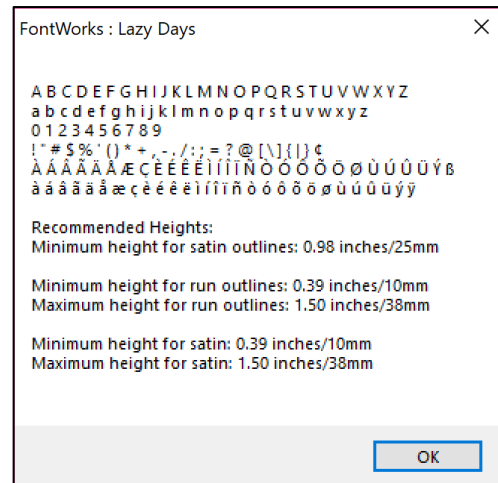 FontWorks : Lazy Days
A B C D E F G H I J K L M N O P Q R S T U V W X Y Z
a b c d e f g h i j k l m n o p q r s t u v w x y z
0 1 2 3 4 5 6 7 8 9
! " # $ % ' ( ) * + , - . / : ; = ? @ [ \ ] { | } ¢
À Á Â Ã Ä Å Æ Ç È É Ê Ë Ì Í Î Ï Ñ Ò Ó Ô Õ Ö Ø Ù Ú Û Ü Ý ß
à á â ã ä å æ ç è é ê ë ì í î ï ñ ò ó ô õ ö ø ù ú û ü ý ÿ
Recommended Heights:
Minimum height for satin outlines: 0.98 inches/25mm
Minimum height for run outlines: 0.39 inches/10mm
Maximum height for run outlines: 1.50 inches/38mm
Minimum height for satin: 0.39 inches/10mm
Maximum height for satin: 1.50 inches/38mm
OK